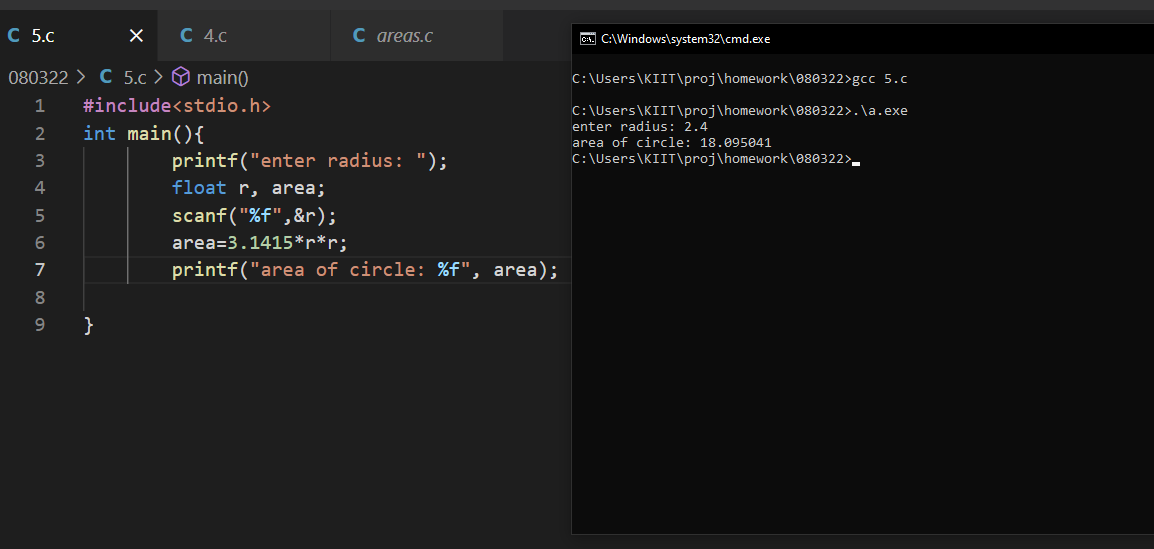 C 5.c × C 4.c C areas.c
080322 > C 5.c > main()
1 #include<stdio.h>
2 int main(){
3 printf("enter radius: ");
4 float r, area;
5 scanf("%f",&r);
6 area=3.1415*r*r;
7 printf("area of circle: %f", area);
8
9 }
C:\Windows\system32\cmd.exe
C:\Users\KIIT\proj\homework\080322>gcc 5.c
C:\Users\KIIT\proj\homework\080322>.\a.exe
enter radius: 2.4
area of circle: 18.095041
C:\Users\KIIT\proj\homework\080322>